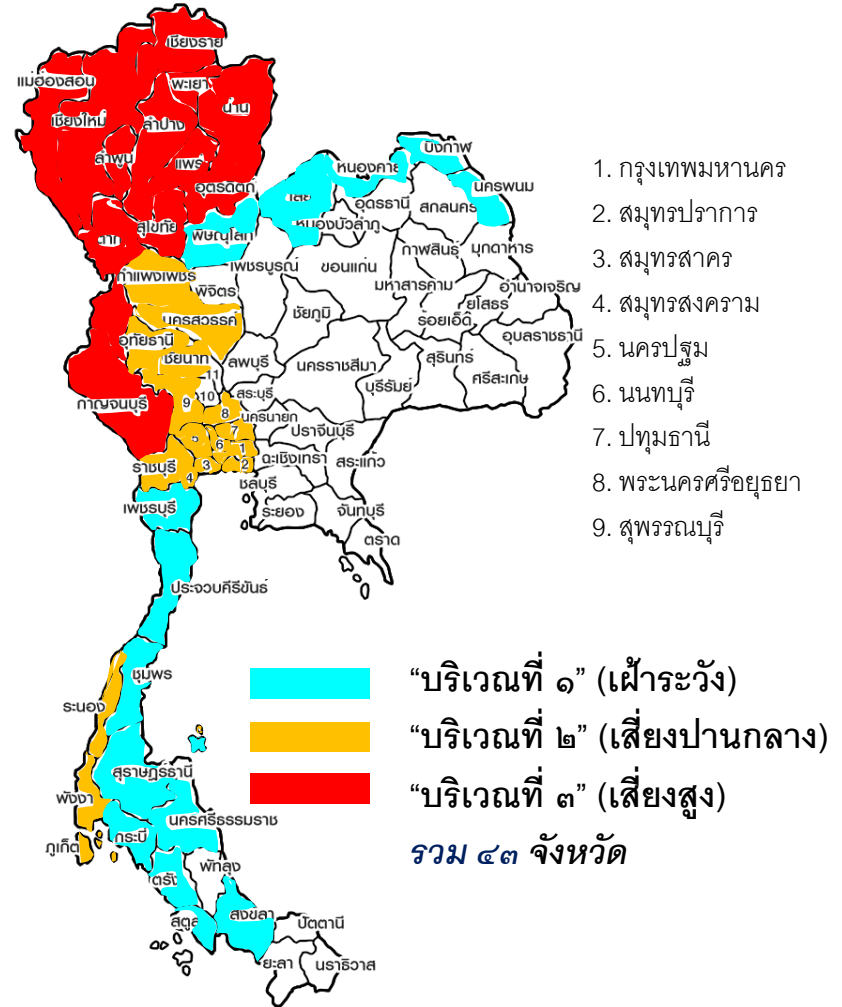 เชียงราย
แม่ฮ่องสอน
พะเยา
เชียงใหม่
ลำปาง
น่าน
ลำพูน
แพร่
อุตรดิตถ์
ตาก
สุโขทัย
พิษณุโลก
เลย
หนองคาย
บึงกาฬ
นครพนม
อุดรธานี
สกลนคร
หนองบัวลำภู
กำแพงเพชร
พิจิตร
เพชรบูรณ์
ขอนแก่น
กาฬสินธุ์
มุกดาหาร
มหาสารคาม
อำนาจเจริญ
ยโสธร
ร้อยเอ็ด
ชัยภูมิ
นครสวรรค์
อุทัยธานี
ชัยนาท
ลพบุรี
นครราชสีมา
สุรินทร์
อุบลราชธานี
บุรีรัมย์
ศรีสะเกษ
11
10
สระบุรี
กาญจนบุรี
9
8
นครนายก
7
ปราจีนบุรี
5
6
1
ฉะเชิงเทรา
สระแก้ว
ราชบุรี
3
2
4
ชลบุรี
เพชรบุรี
ระยอง
จันทบุรี
ตราด
ประจวบคีรีขันธ์
ชุมพร
ระนอง
สุราษฎร์ธานี
พังงา
นครศรีธรรมราช
ภูเก็ต
กระบี่
พัทลุง
ตรัง
สตูล
สงขลา
ปัตตานี
ยะลา
นราธิวาส
1. กรุงเทพมหานคร
2. สมุทรปราการ
3. สมุทรสาคร
4. สมุทรสงคราม
5. นครปฐม
6. นนทบุรี
7. ปทุมธานี
8. พระนครศรีอยุธยา
9. สุพรรณบุรี
“บริเวณที่ ๑” (เฝ้าระวัง)
“บริเวณที่ ๒” (เสี่ยงปานกลาง)
“บริเวณที่ ๓” (เสี่ยงสูง)
รวม ๔๓ จังหวัด